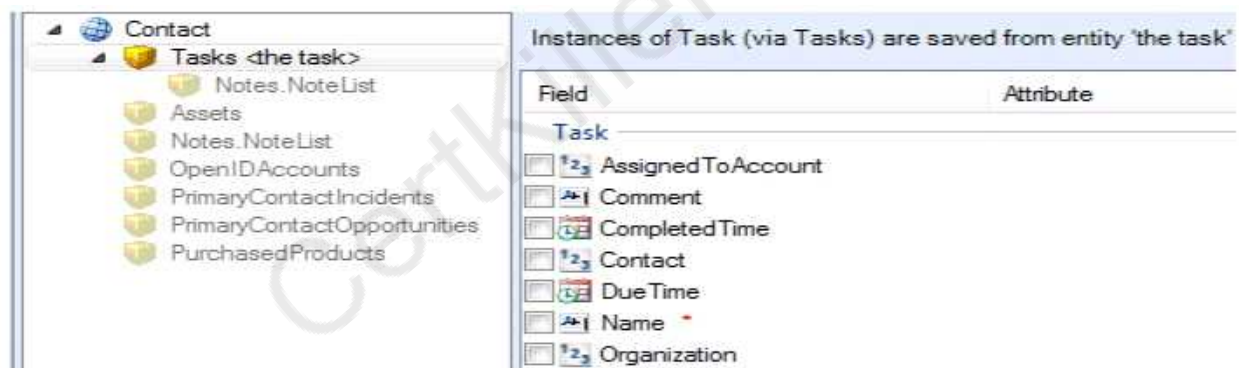 Contact
Tasks <the task>
Notes.NoteList
Assets
Notes.NoteList
OpenIDAccounts
PrimaryContactIncidents
PrimaryContactOpportunities
PurchasedProducts
Instances of Task (via Tasks) are saved from entity 'the task'
Field Attribute
Task
AssignedToAccount
Comment
CompletedTime
Contact
DueTime
Name *
Organization